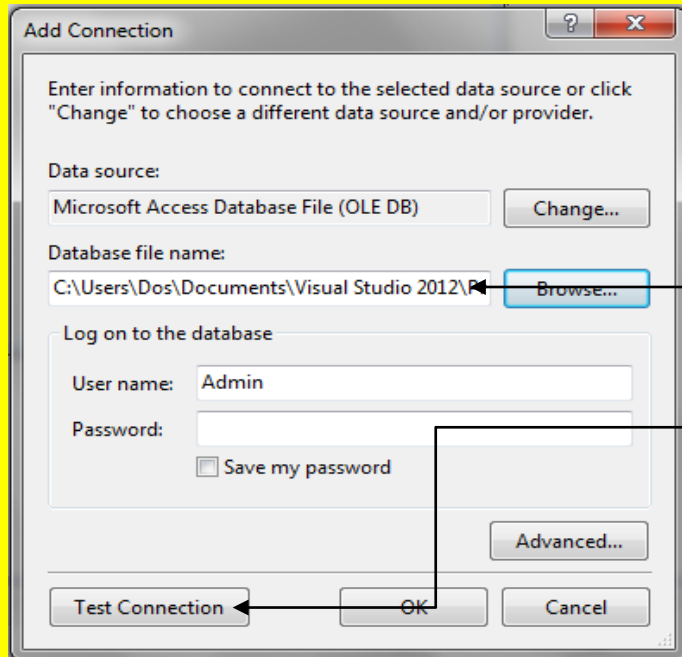 Add Connection
Enter information to connect to the selected data source or click
"Change" to choose a different data source and/or provider.
Data source:
Microsoft Access Database File (OLE DB)
Change...
Database file name:
C:\Users\Dos\Documents\Visual Studio 2012\P
Browse...
Log on to the database
User name:
Admin
Password:
Save my password
Advanced...
Test Connection
OK
Cancel